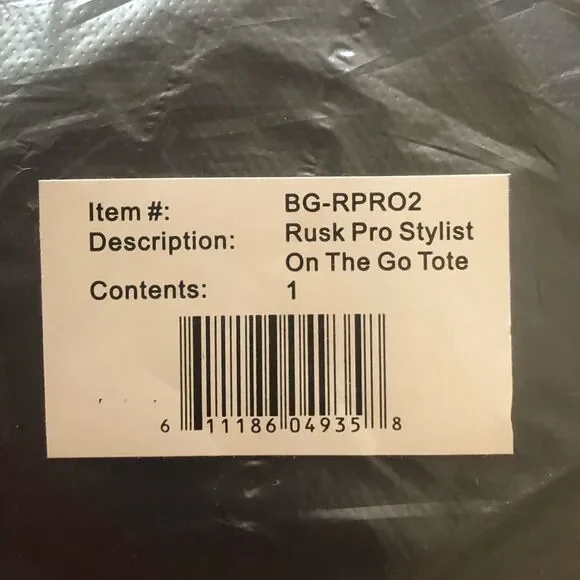 Item #: BG-RPRO2
Description: Rusk Pro Stylist
On The Go Tote
Contents: 1
6 11186 04935 8